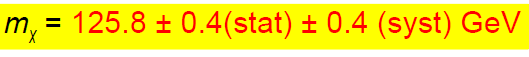 mχ = 125.8 ± 0.4(stat) ± 0.4 (syst) GeV